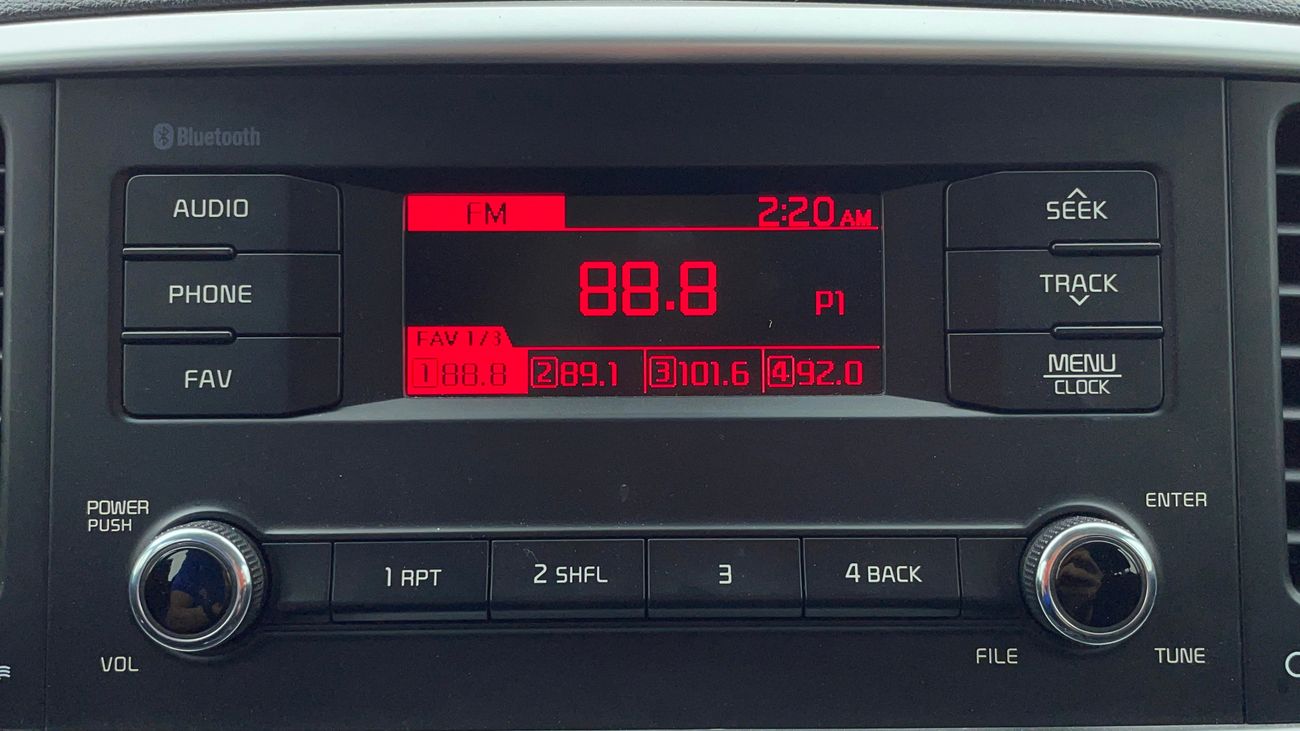 Bluetooth
AUDIO
PHONE
FAV
FM 2:20 AM
88.8 P1
FAV 1/3
1 88.8 2 89.1 3 101.6 4 92.0
SEEK
TRACK
MENU
CLOCK
POWER
PUSH
VOL
1 RPT 2 SHFL 3 4 BACK
ENTER
FILE TUNE